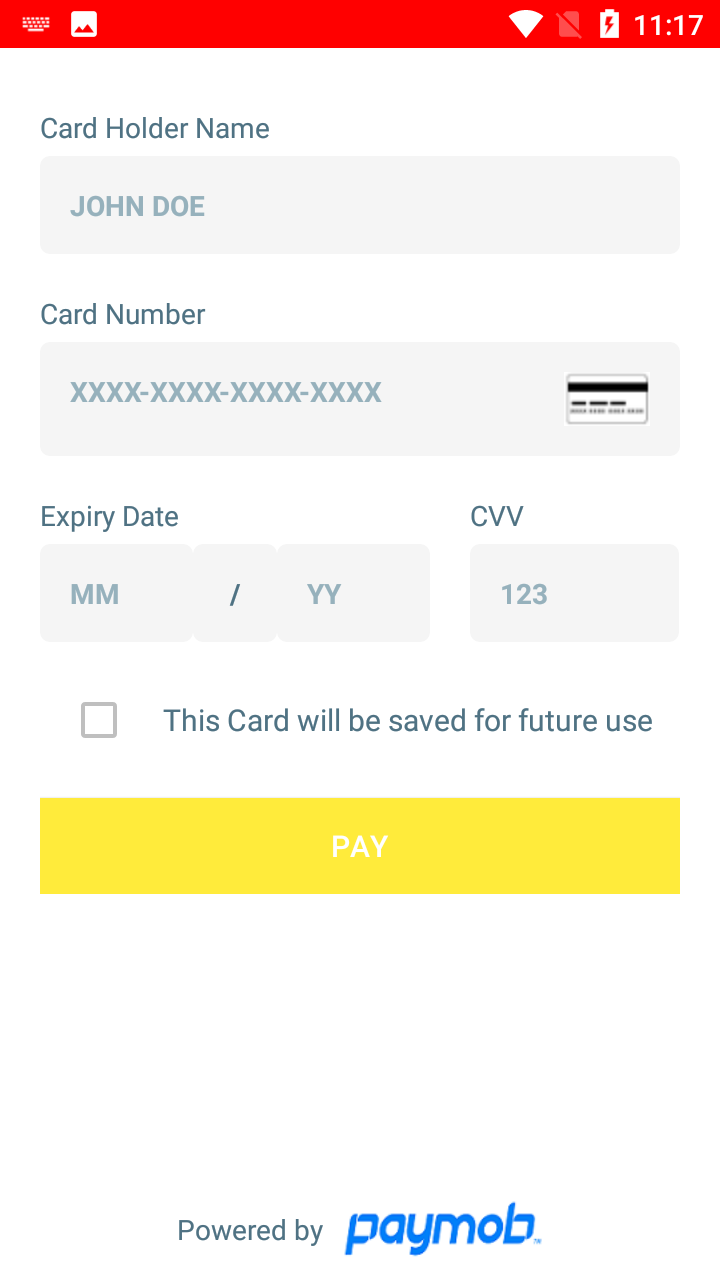 11:17
Card Holder Name
JOHN DOE
Card Number
XXXX-XXXX-XXXX-XXXX
Expiry Date CVV
MM / YY 123
This Card will be saved for future use
PAY
Powered by paymob™